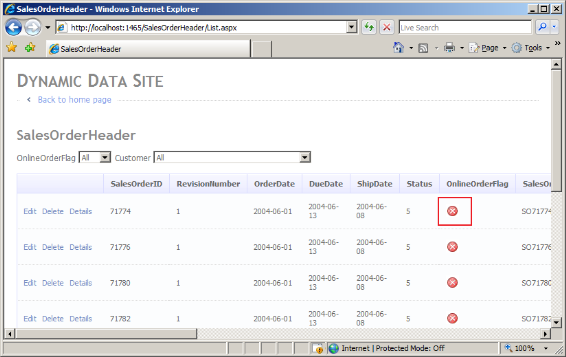 SalesOrderHeader - Windows Internet Explorer
http://localhost:1465/SalesOrderHeader/List.aspx
Live Search
SalesOrderHeader
Page
Tools
DYNAMIC DATA SITE
Back to home page
SalesOrderHeader
OnlineOrderFlag All Customer All
SalesOrderID RevisionNumber OrderDate DueDate ShipDate Status OnlineOrderFlag SalesO
Edit Delete Details 71774 1 2004-06-01 2004-06-13 2004-06-08 5 SO71774
Edit Delete Details 71776 1 2004-06-01 2004-06-13 2004-06-08 5 SO71776
Edit Delete Details 71780 1 2004-06-01 2004-06-13 2004-06-08 5 SO71780
Edit Delete Details 71782 1 2004-06-01 2004-06-13 2004-06-08 5 SO71782
Internet | Protected Mode: Off
100%